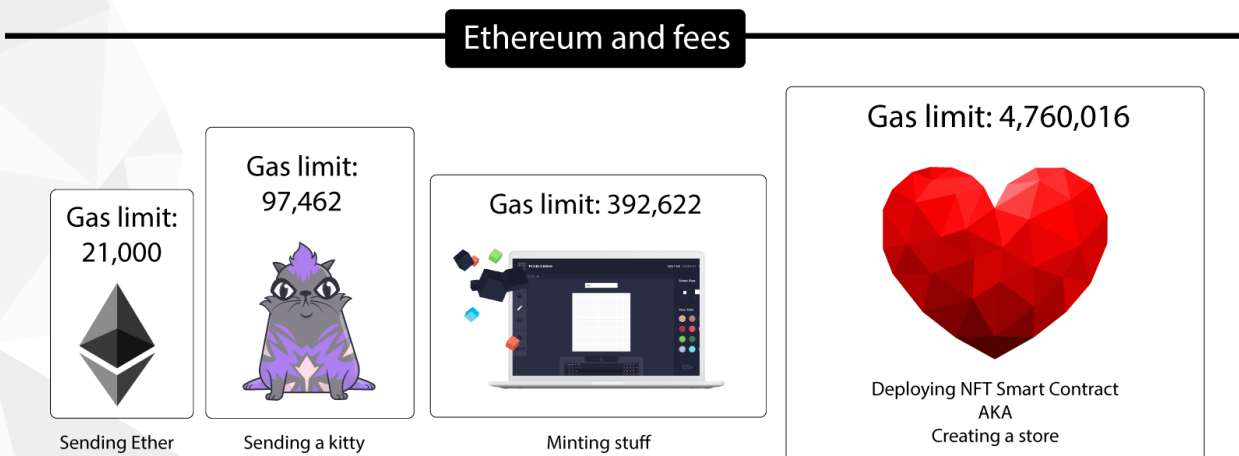 Ethereum and fees
Gas limit:
21,000
Sending Ether
Gas limit:
97,462
Sending a kitty
Gas limit: 392,622
Minting stuff
Gas limit: 4,760,016
Deploying NFT Smart Contract
AKA
Creating a store